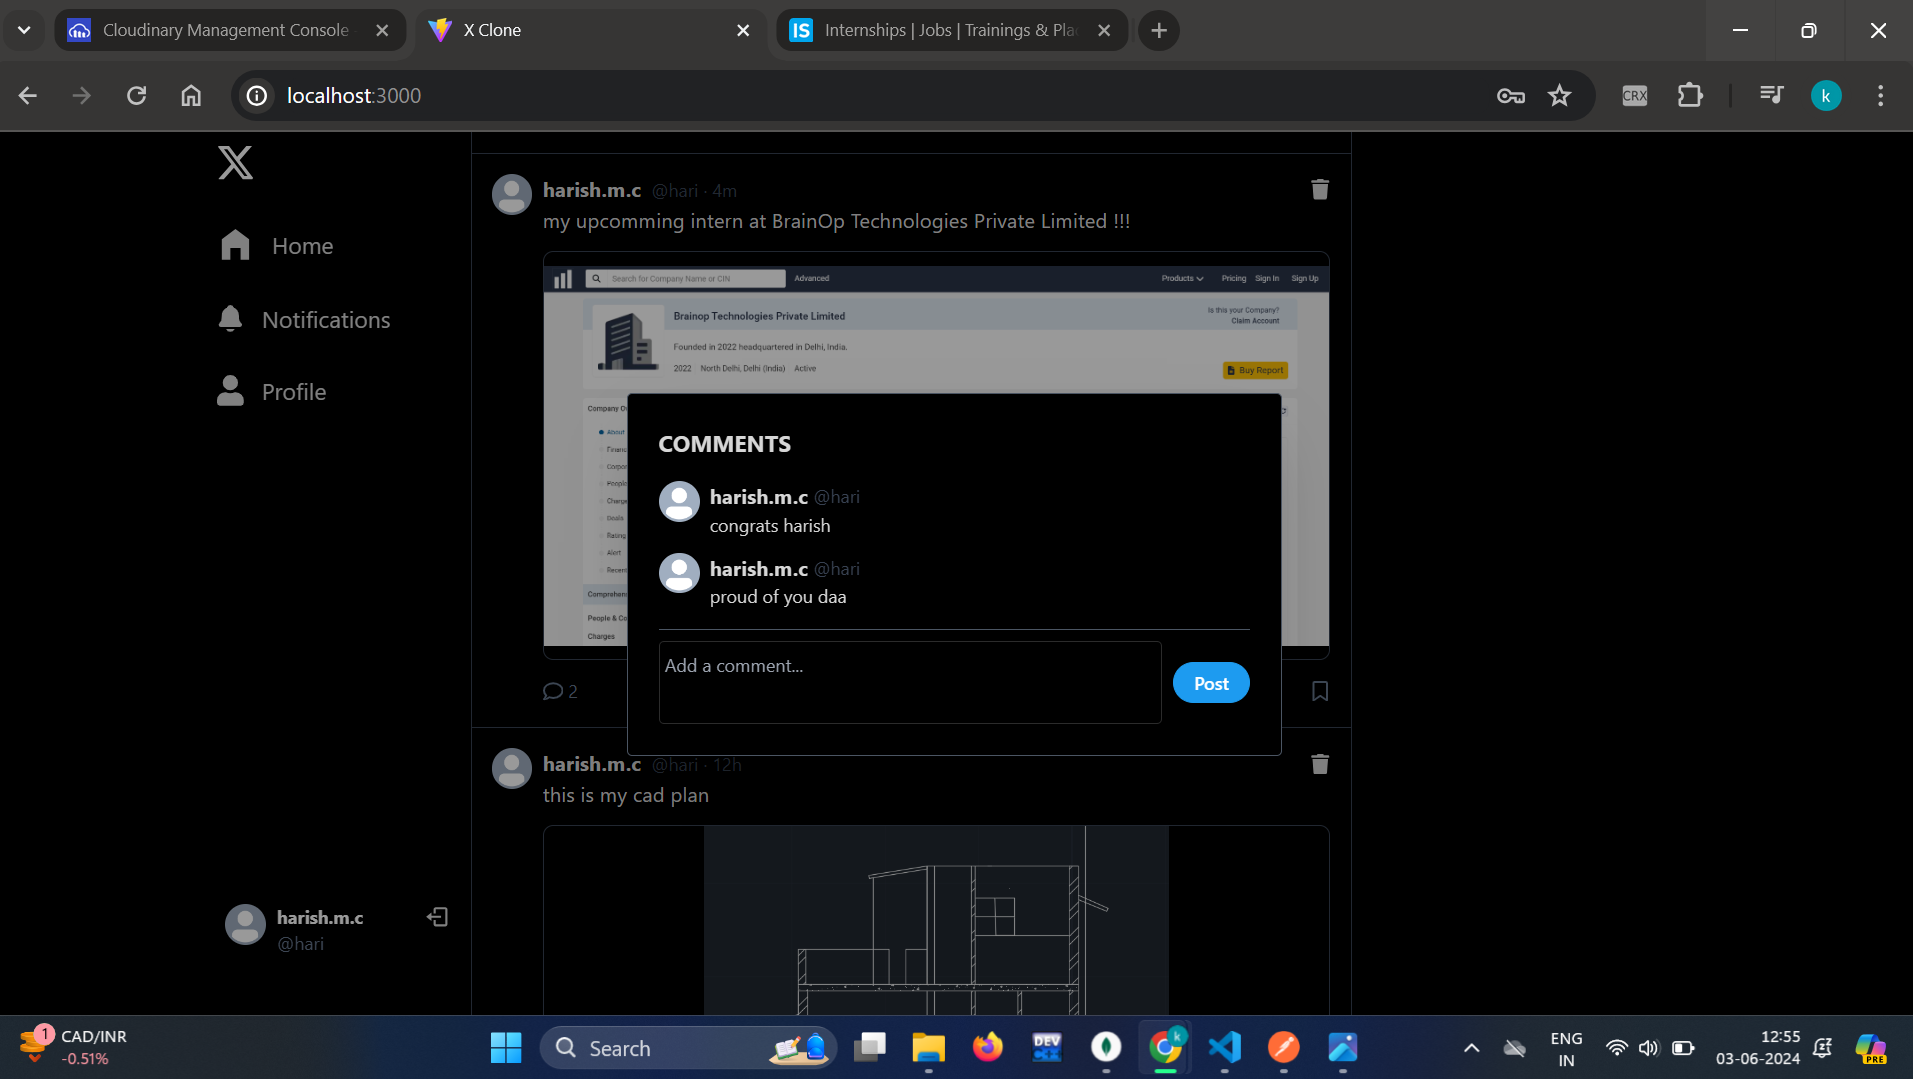 Cloudinary Management Console
X Clone
IS
Internships | Jobs | Trainings & Pla
localhost:3000
CRX
k
harish.m.c @hari · 4m
my upcomming intern at BrainOp Technologies Private Limited !!!
Home
Notifications
Profile
Search for Company Name or CIN
Advanced
Products
Pricing
Sign In
Sign Up
Brainop Technologies Private Limited
Is this your Company?
Claim Account
Founded in 2022 headquartered in Delhi, India.
2022 North Delhi, Delhi (India) Active
Buy Report
Company O
About
Financ
Corpor
People
Charge
Deals
Rating
Alert
Recent
Comprehen
People & Co
Charges
COMMENTS
harish.m.c @hari
congrats harish
harish.m.c @hari
proud of you daa
Add a comment...
Post
2
harish.m.c @hari · 12h
this is my cad plan
harish.m.c
@hari
1
CAD/INR
-0.51%
Search
DEV
k
ENG
IN
12:55
03-06-2024
PRE